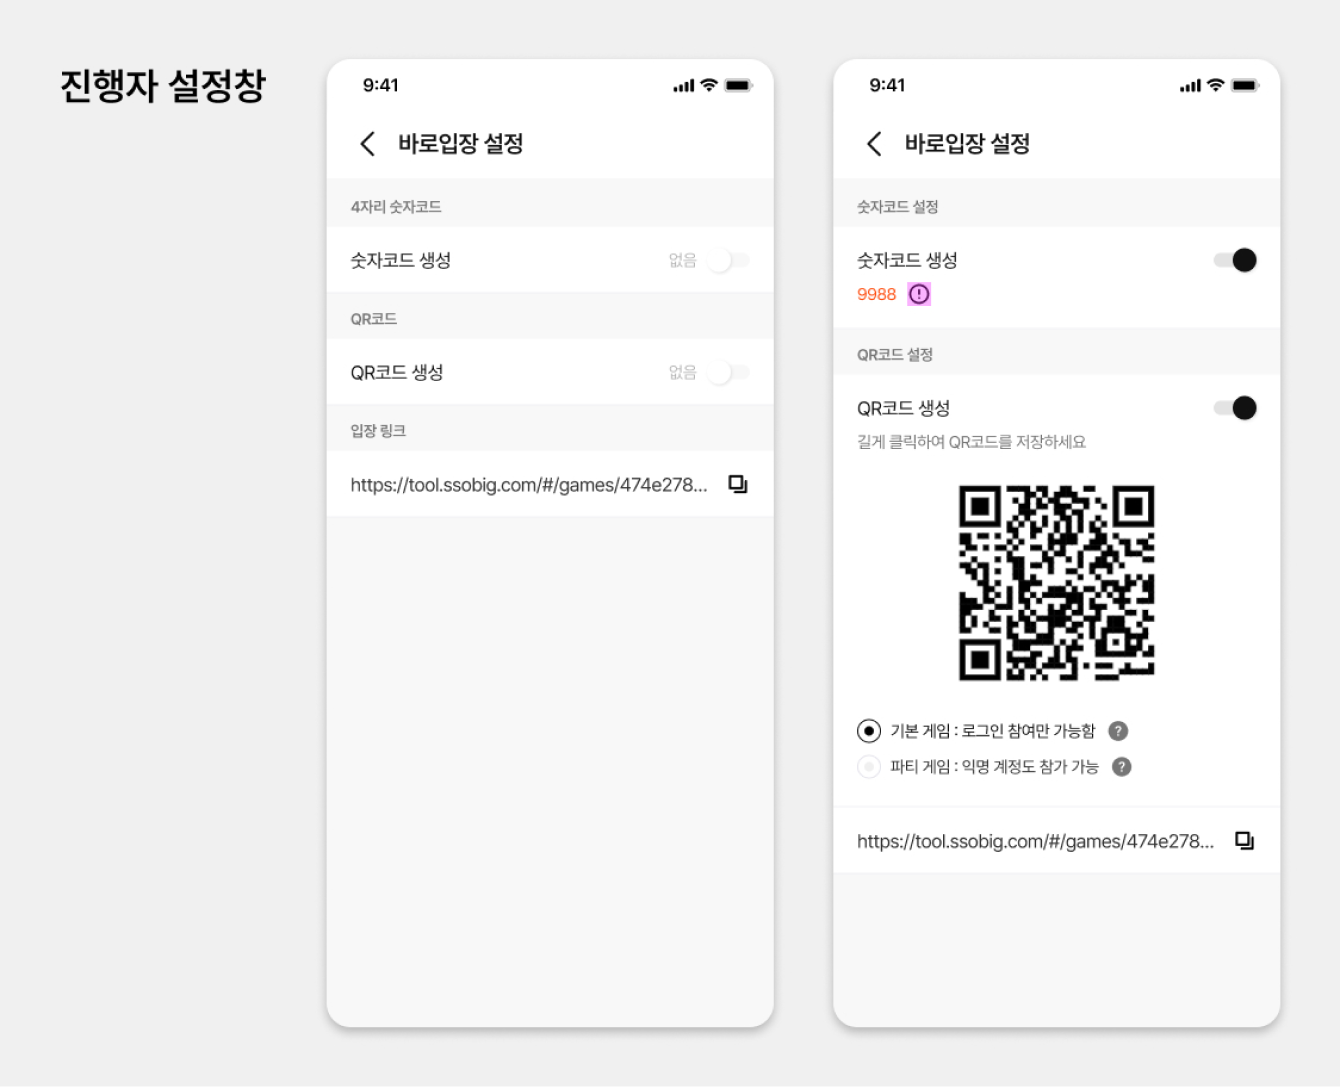 진행자 설정창
9:41
바로입장 설정
4자리 숫자코드
숫자코드 생성
없음
QR코드
QR코드 생성
없음
입장 링크
https://tool.ssobig.com/#/games/474e278...
9:41
바로입장 설정
숫자코드 설정
숫자코드 생성
9988
QR코드 설정
QR코드 생성
길게 클릭하여 QR코드를 저장하세요
기본 게임 : 로그인 참여만 가능함 ?
파티 게임 : 익명 계정도 참가 가능 ?
https://tool.ssobig.com/#/games/474e278...